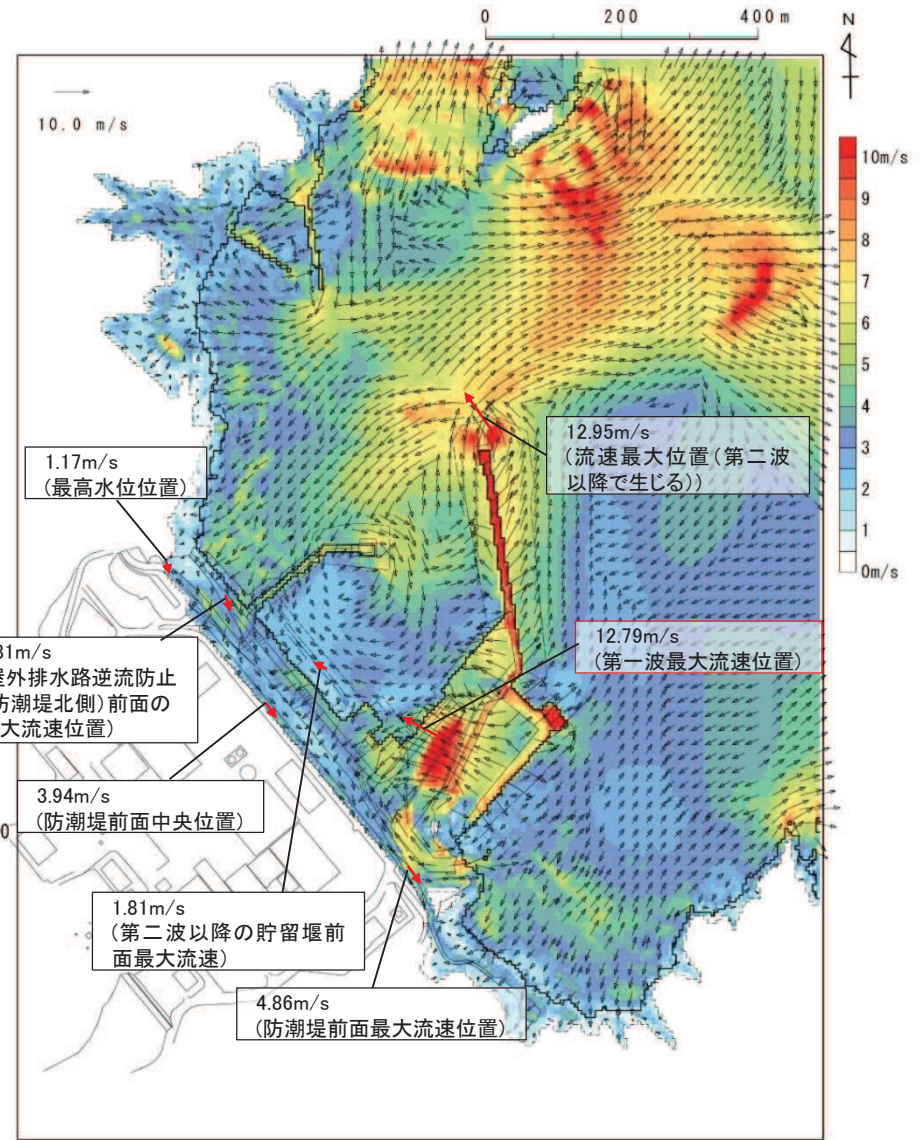 0 200 400 m
N
10.0 m/s
10m/s
9
8
7
6
5
4
3
2
1
0m/s
12.95m/s
(流速最大位置(第二波
以降で生じる))
1.17m/s
(最高水位位置)
12.79m/s
(第一波最大流速位置)
31m/s
屋外排水路逆流防止
防潮堤北側)前面の
大流速位置)
3.94m/s
(防潮堤前面中央位置)
0
1.81m/s
(第二波以降の貯留堰前
面最大流速)
4.86m/s
(防潮堤前面最大流速位置)